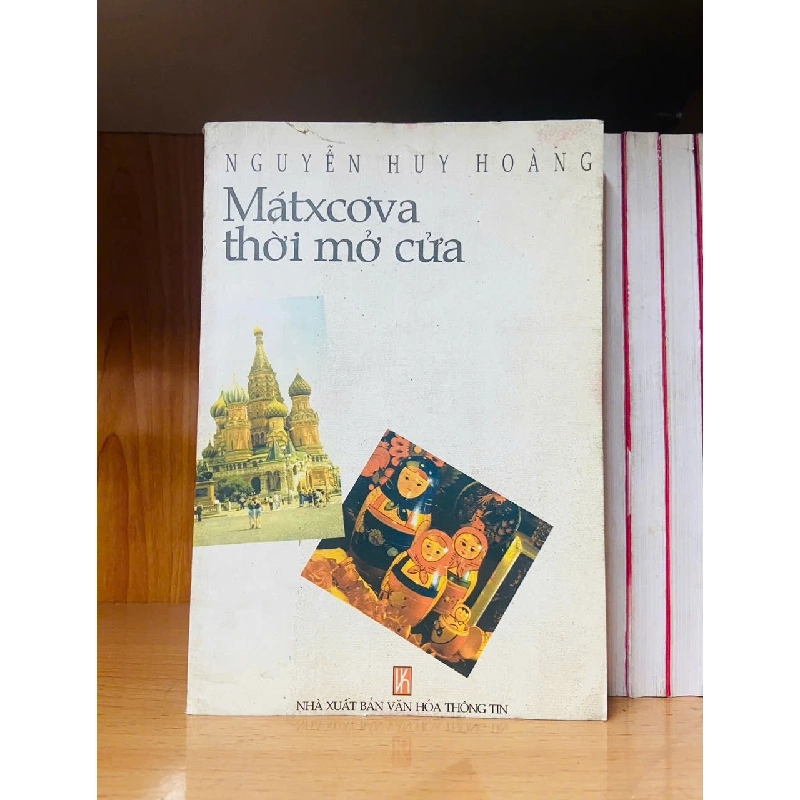 NGUYỄN HUY HOÀNG
Mátxcơva
thời mở cửa
NHÀ XUẤT BẢN VĂN HÓA THÔNG TIN